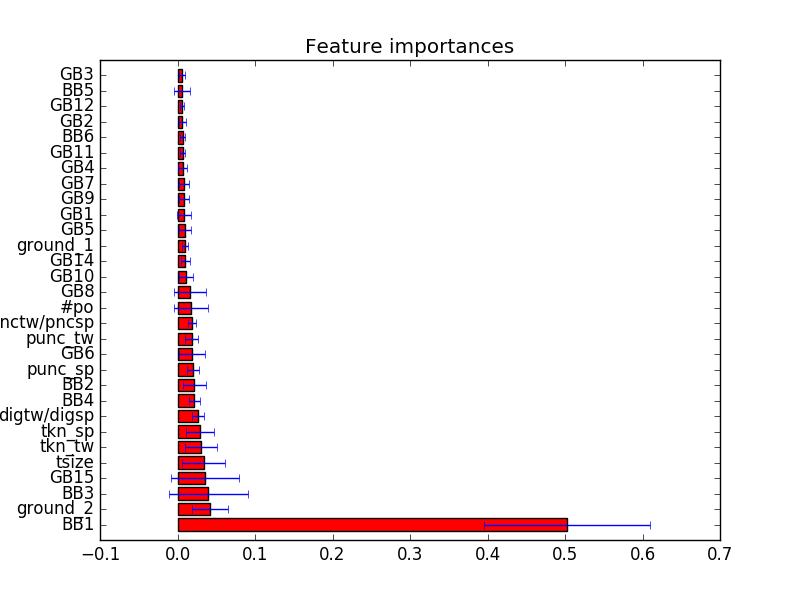 Feature importances
GB3
BB5
GB12
GB2
BB6
GB11
GB4
GB7
GB9
GB1
GB5
ground_1
GB14
GB10
GB8
#po
nctw/pncsp
punc_tw
GB6
punc_sp
BB2
BB4
digtw/digsp
tkn_sp
tkn_tw
tsize
GB15
BB3
ground_2
BB1
−0.1 0.0 0.1 0.2 0.3 0.4 0.5 0.6 0.7